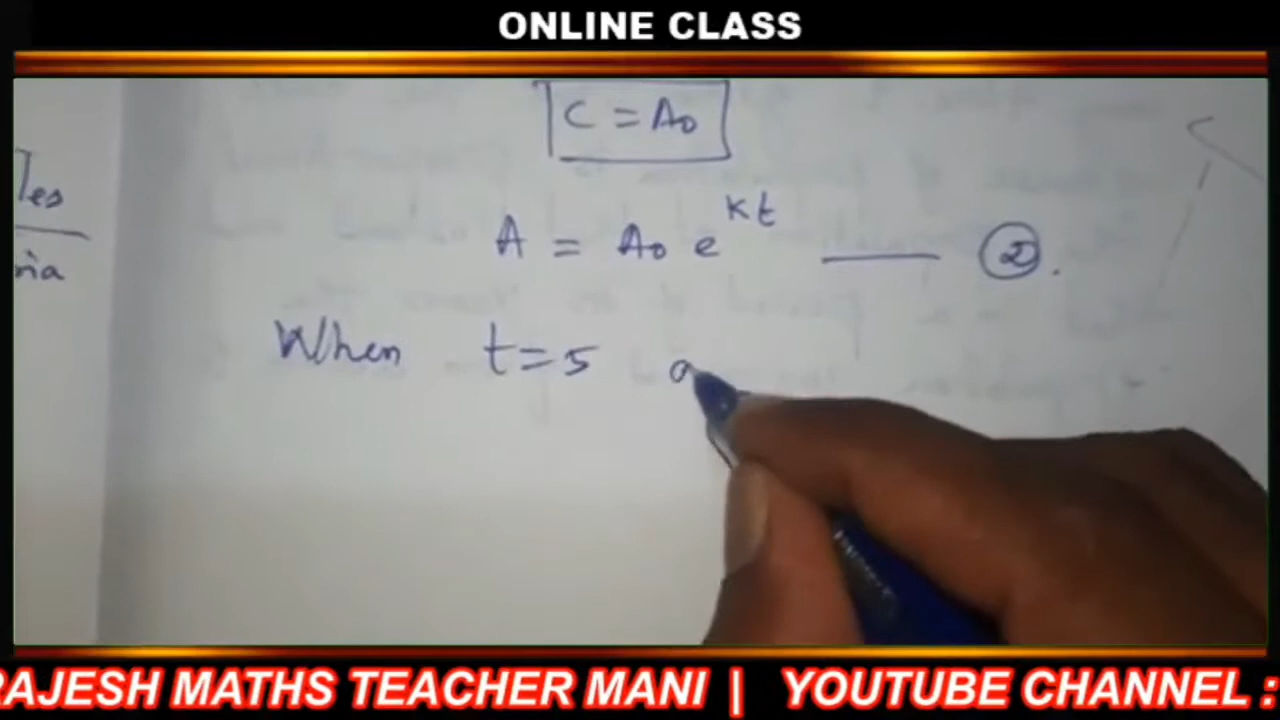 ONLINE CLASS
C = A₀
A = A₀ e^{kt} —— ②.
When t = 5 a
RAJESH MATHS TEACHER MANI | YOUTUBE CHANNEL :